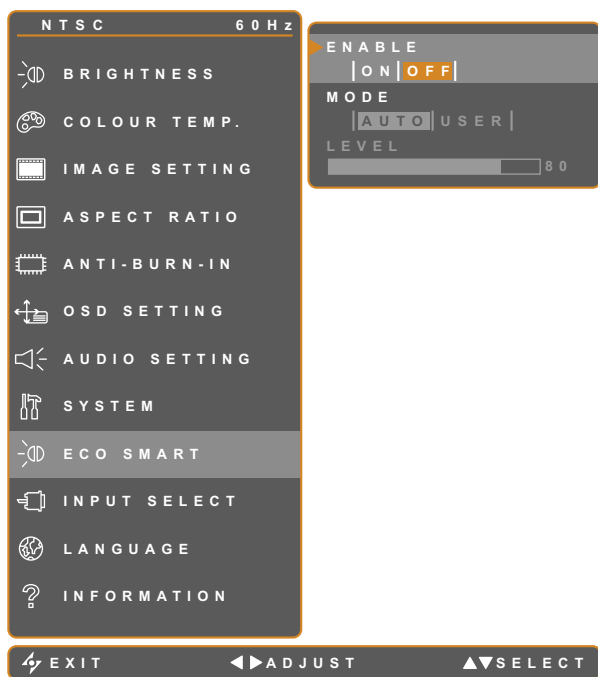 NTSC 60Hz
BRIGHTNESS
COLOUR TEMP.
IMAGE SETTING
ASPECT RATIO
ANTI-BURN-IN
OSD SETTING
AUDIO SETTING
SYSTEM
ECO SMART
INPUT SELECT
LANGUAGE
INFORMATION
ENABLE
ON OFF
MODE
AUTO USER
LEVEL
80
EXIT ADJUST SELECT